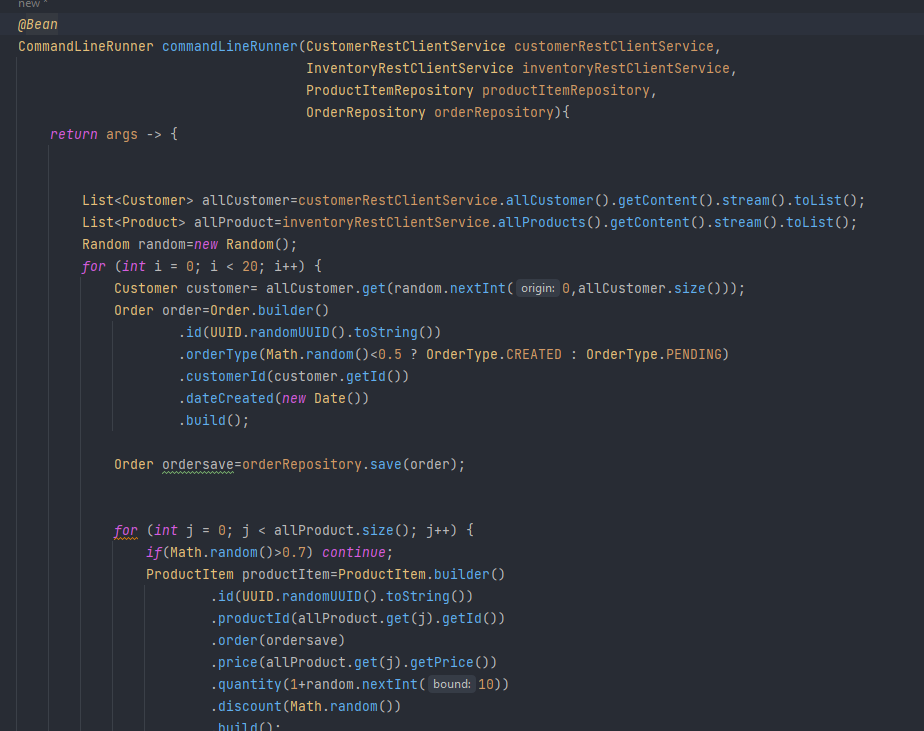 new *
@Bean
CommandLineRunner commandLineRunner(CustomerRestClientService customerRestClientService,
InventoryRestClientService inventoryRestClientService,
ProductItemRepository productItemRepository,
OrderRepository orderRepository){
return args -> {
List<Customer> allCustomer=customerRestClientService.allCustomer().getContent().stream().toList();
List<Product> allProduct=inventoryRestClientService.allProducts().getContent().stream().toList();
Random random=new Random();
for (int i = 0; i < 20; i++) {
Customer customer= allCustomer.get(random.nextInt( origin: 0,allCustomer.size()));
Order order=Order.builder()
.id(UUID.randomUUID().toString())
.orderType(Math.random()<0.5 ? OrderType.CREATED : OrderType.PENDING)
.customerId(customer.getId())
.dateCreated(new Date())
.build();
Order ordersave=orderRepository.save(order);
for (int j = 0; j < allProduct.size(); j++) {
if(Math.random()>0.7) continue;
ProductItem productItem=ProductItem.builder()
.id(UUID.randomUUID().toString())
.productId(allProduct.get(j).getId())
.order(ordersave)
.price(allProduct.get(j).getPrice())
.quantity(1+random.nextInt( bound: 10))
.discount(Math.random())
.build();